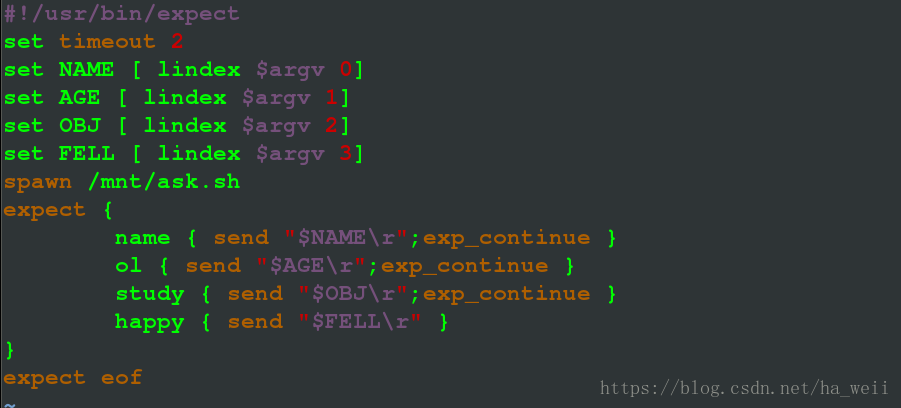 #!/usr/bin/expect
set timeout 2
set NAME [ lindex $argv 0]
set AGE [ lindex $argv 1]
set OBJ [ lindex $argv 2]
set FELL [ lindex $argv 3]
spawn /mnt/ask.sh
expect {
        name { send "$NAME\r";exp_continue }
        ol { send "$AGE\r";exp_continue }
        study { send "$OBJ\r";exp_continue }
        happy { send "$FELL\r" }
}
expect eof
https://blog.csdn.net/ha_weii
~